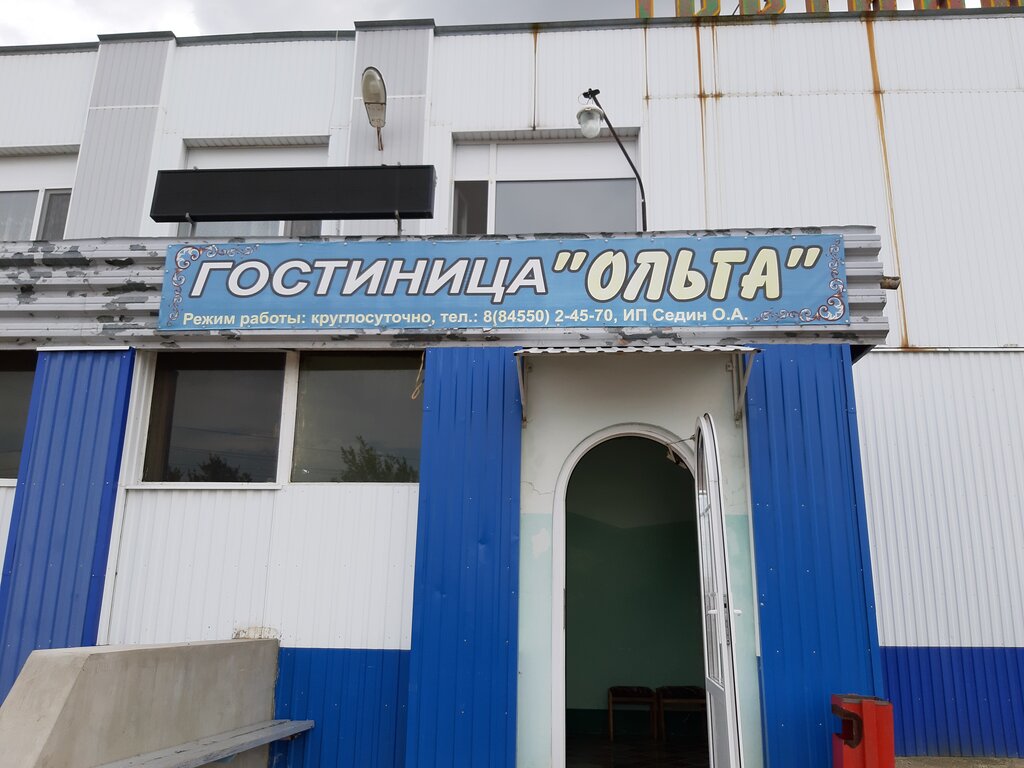 ГОСТИНИЦА "ОЛЬГА"
Режим работы: круглосуточно, тел.: 8(84550) 2-45-70, ИП Седин О.А.